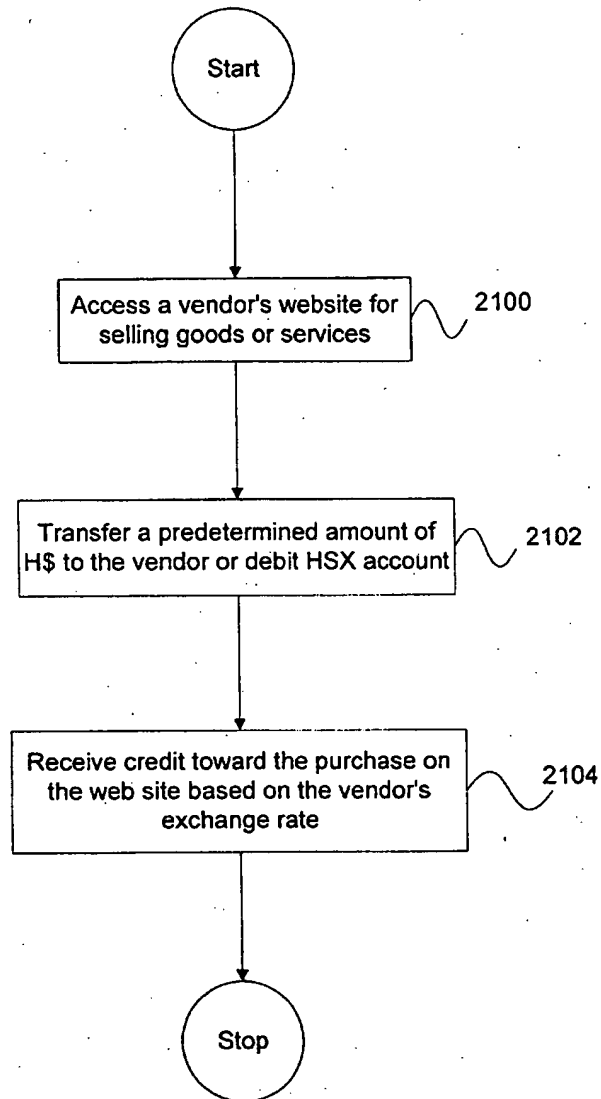 Start
Access a vendor's website for
selling goods or services
2100
Transfer a predetermined amount of
H$ to the vendor or debit HSX account
2102
Receive credit toward the purchase on
the web site based on the vendor's
exchange rate
2104
Stop